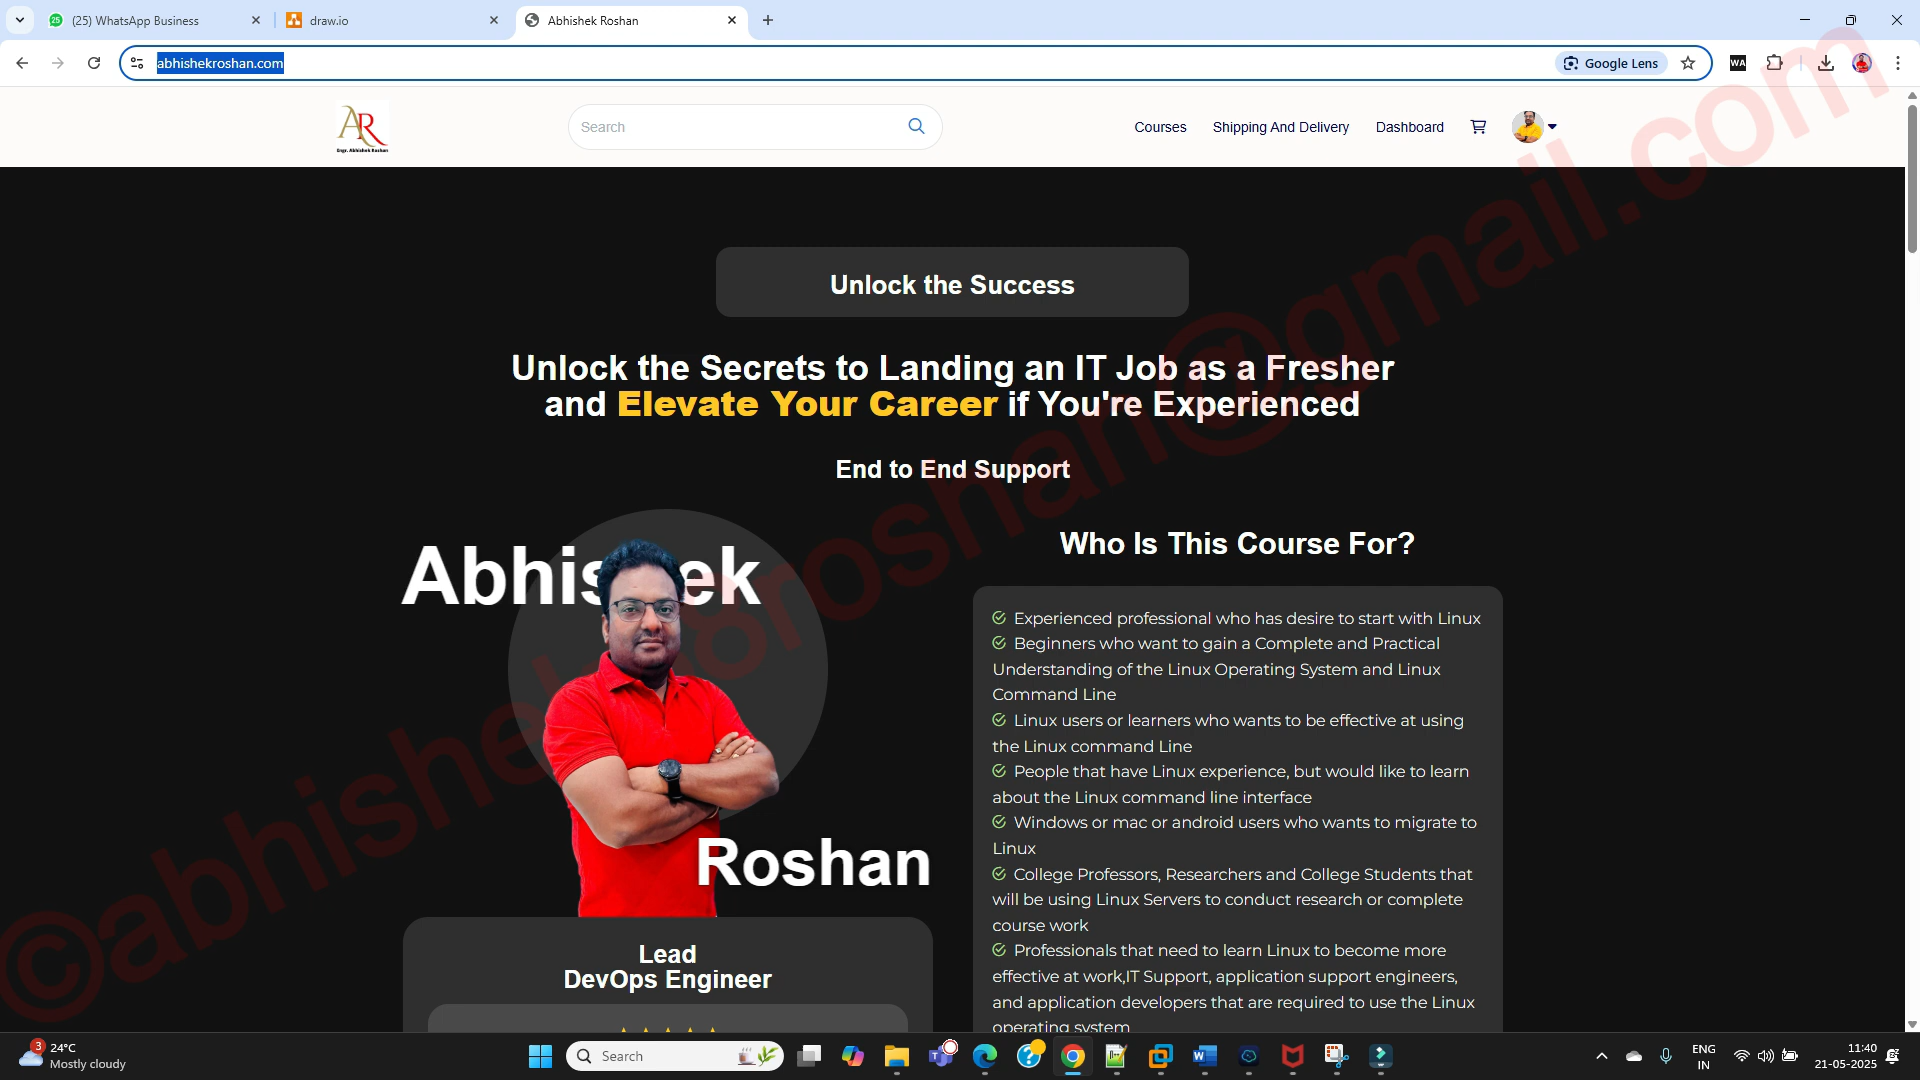 (25) WhatsApp Business
draw.io
Abhishek Roshan
abhishekroshan.com
Google Lens
WA
AR
Engr. Abhishek Roshan
Search
Courses
Shipping And Delivery
Dashboard
Unlock the Success
Unlock the Secrets to Landing an IT Job as a Fresher
and Elevate Your Career if You're Experienced
End to End Support
Abhishek
Roshan
Lead
DevOps Engineer
Who Is This Course For?
Experienced professional who has desire to start with Linux
Beginners who want to gain a Complete and Practical
Understanding of the Linux Operating System and Linux
Command Line
Linux users or learners who wants to be effective at using
the Linux command Line
People that have Linux experience, but would like to learn
about the Linux command line interface
Windows or mac or android users who wants to migrate to
Linux
College Professors, Researchers and College Students that
will be using Linux Servers to conduct research or complete
course work
Professionals that need to learn Linux to become more
effective at work,IT Support, application support engineers,
and application developers that are required to use the Linux
operating system
3
24°C
Mostly cloudy
Search
ENG
IN
11:40
21-05-2025